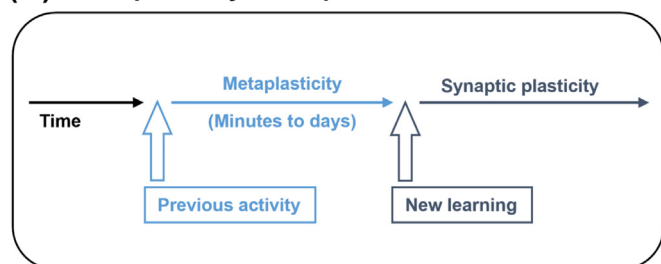 Metaplasticity
Synaptic plasticity
Time
(Minutes to days)
Previous activity
New learning